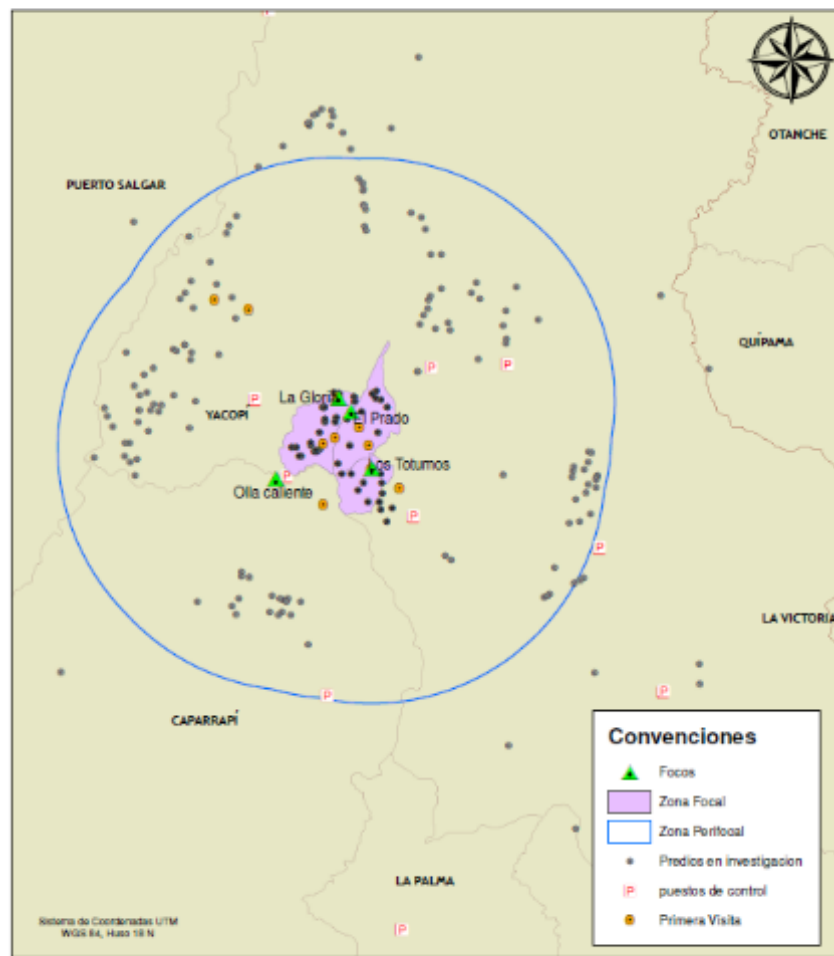 OTANCHE
PUERTO SALGAR
QUÍPAMA
La Gloria
YACOPÍ
El Prado
Los Totumos
Olla caliente
LA VICTORIA
CAPARRAPÍ
LA PALMA
P
P
P
P
P
P
P
P
P
Convenciones
Focos
Zona Focal
Zona Perifocal
Predios en investigacion
P puestos de control
Primera Visita
Sistema de Coordenadas UTM
WGS 84, Huso 18 N